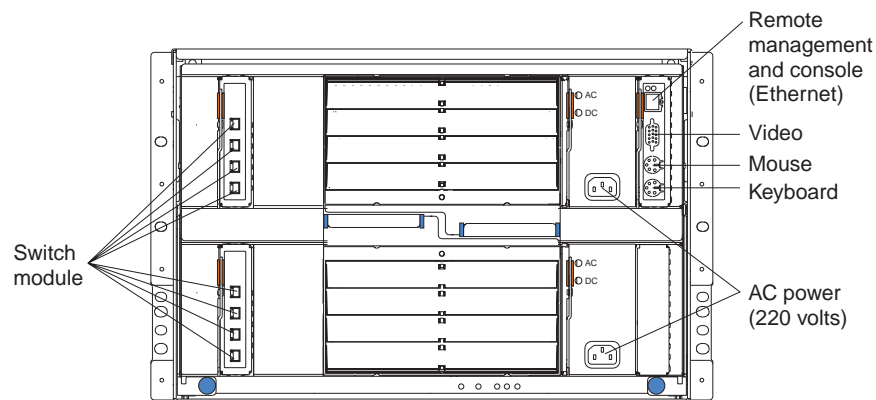 Remote
management
and console
(Ethernet)
AC
DC
Video
Mouse
Keyboard
Switch
module
AC
DC
AC power
(220 volts)